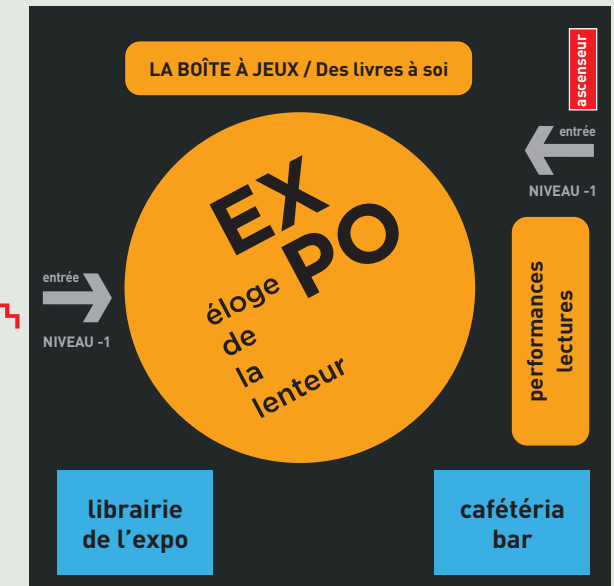 LA BOÎTE À JEUX / Des livres à soi
ascenseur
entrée
NIVEAU -1
EX
PO
éloge
de
la
lenteur
entrée
NIVEAU -1
performances
lectures
librairie
de l'expo
cafétéria
bar